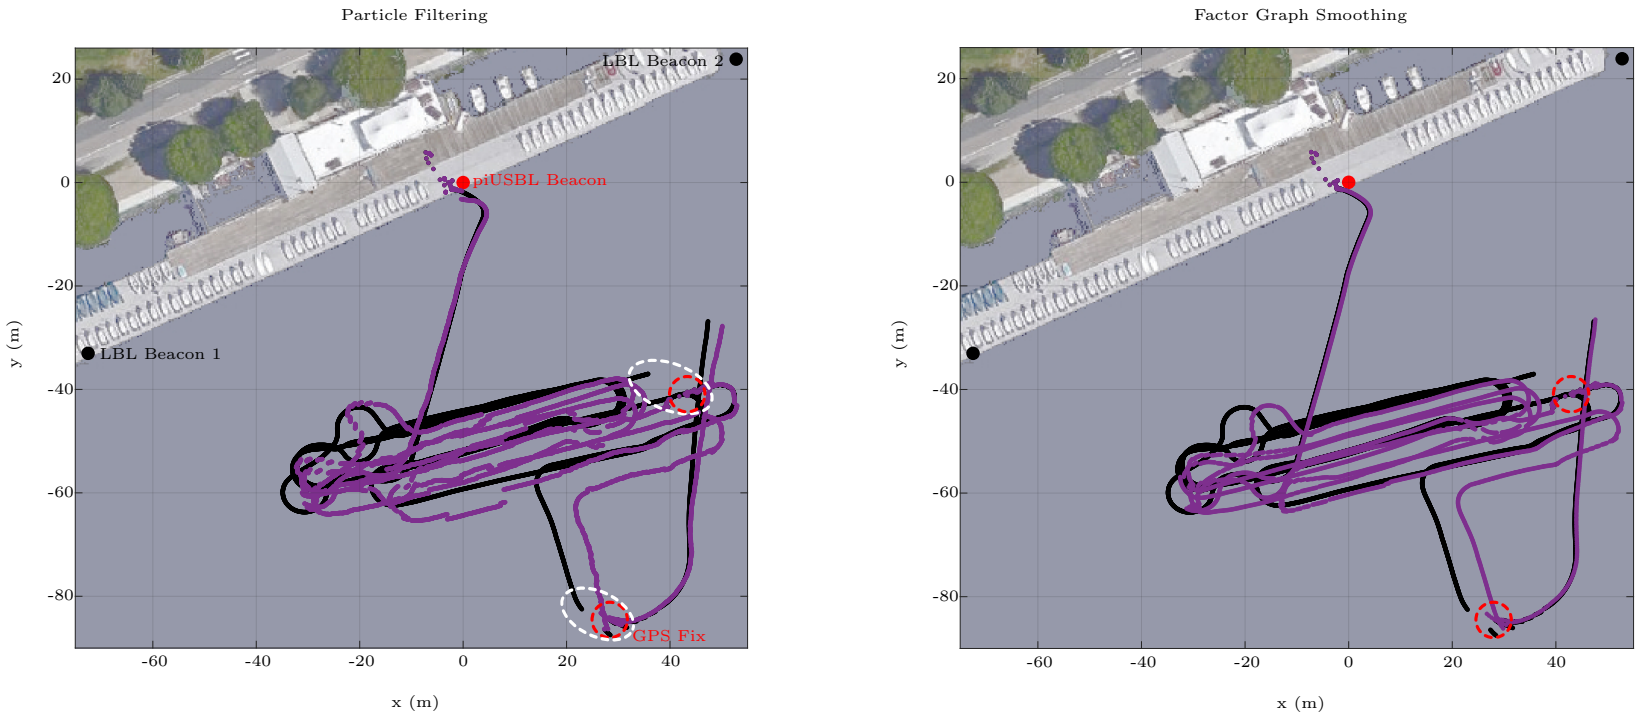 Particle Filtering
LBL Beacon 2
piUSBL Beacon
LBL Beacon 1
GPS Fix
20
0
-20
-40
-60
-80
-60
-40
-20
0
20
40
y (m)
x (m)
Factor Graph Smoothing
20
0
-20
-40
-60
-80
-60
-40
-20
0
20
40
y (m)
x (m)